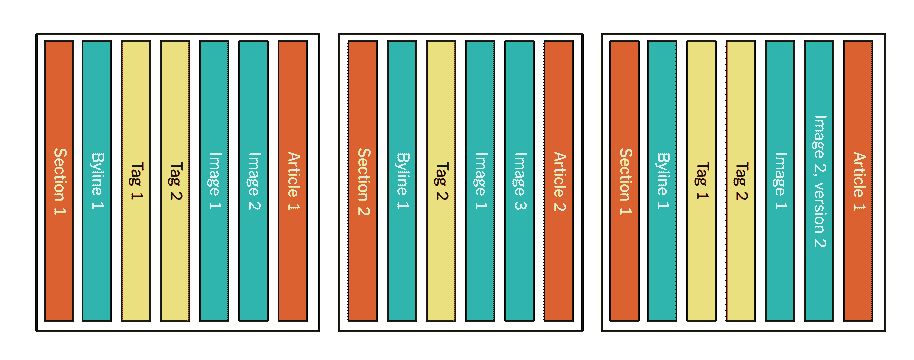 Section 1
Byline 1
Tag 1
Tag 2
Image 1
Image 2
Article 1
Section 2
Byline 1
Tag 2
Image 1
Image 3
Article 2
Section 1
Byline 1
Tag 1
Tag 2
Image 1
Image 2, version 2
Article 1